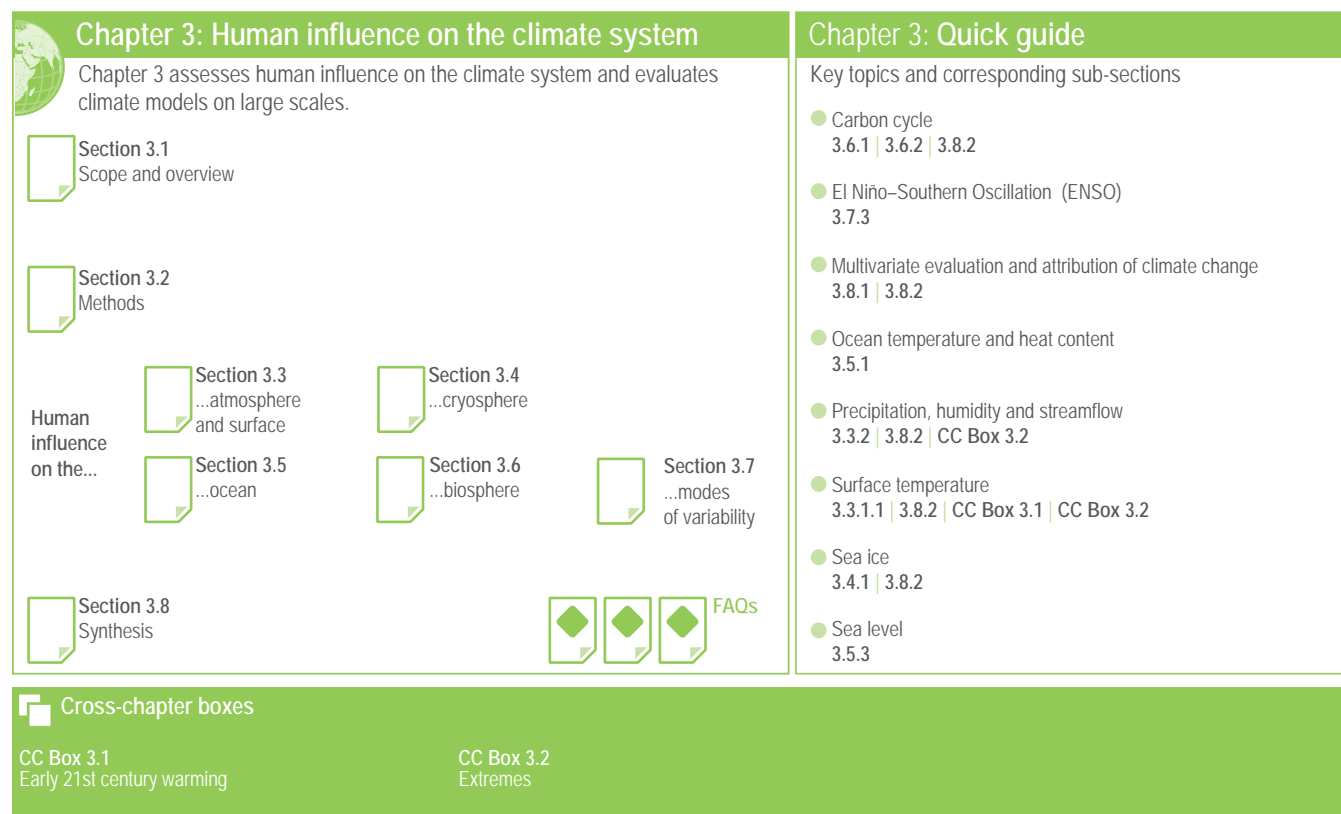 Chapter 3: Human influence on the climate system
Chapter 3 assesses human influence on the climate system and evaluates
climate models on large scales.
Section 3.1
Scope and overview
Section 3.2
Methods
Human
influence
on the...
Section 3.3
...atmosphere
and surface
Section 3.4
...cryosphere
Section 3.5
...ocean
Section 3.6
...biosphere
Section 3.7
...modes
of variability
Section 3.8
Synthesis
FAQs
Chapter 3: Quick guide
Key topics and corresponding sub-sections
Carbon cycle
3.6.1 | 3.6.2 | 3.8.2
El Niño–Southern Oscillation (ENSO)
3.7.3
Multivariate evaluation and attribution of climate change
3.8.1 | 3.8.2
Ocean temperature and heat content
3.5.1
Precipitation, humidity and streamflow
3.3.2 | 3.8.2 | CC Box 3.2
Surface temperature
3.3.1.1 | 3.8.2 | CC Box 3.1 | CC Box 3.2
Sea ice
3.4.1 | 3.8.2
Sea level
3.5.3
Cross-chapter boxes
CC Box 3.1
Early 21st century warming
CC Box 3.2
Extremes